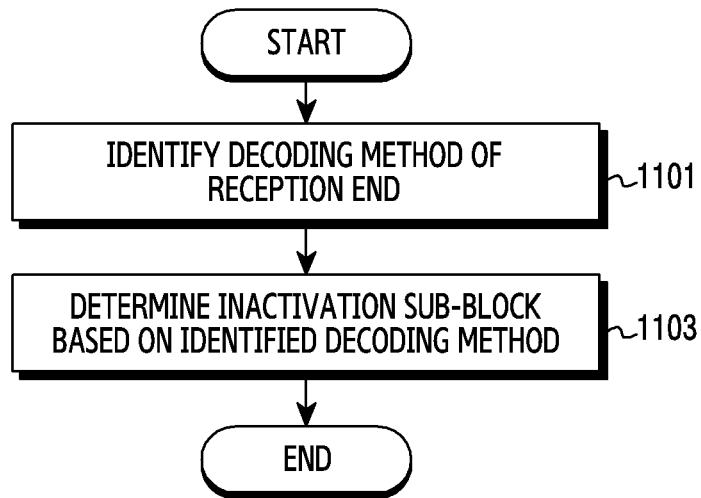 START
IDENTIFY DECODING METHOD OF
RECEPTION END
1101
DETERMINE INACTIVATION SUB-BLOCK
BASED ON IDENTIFIED DECODING METHOD
1103
END